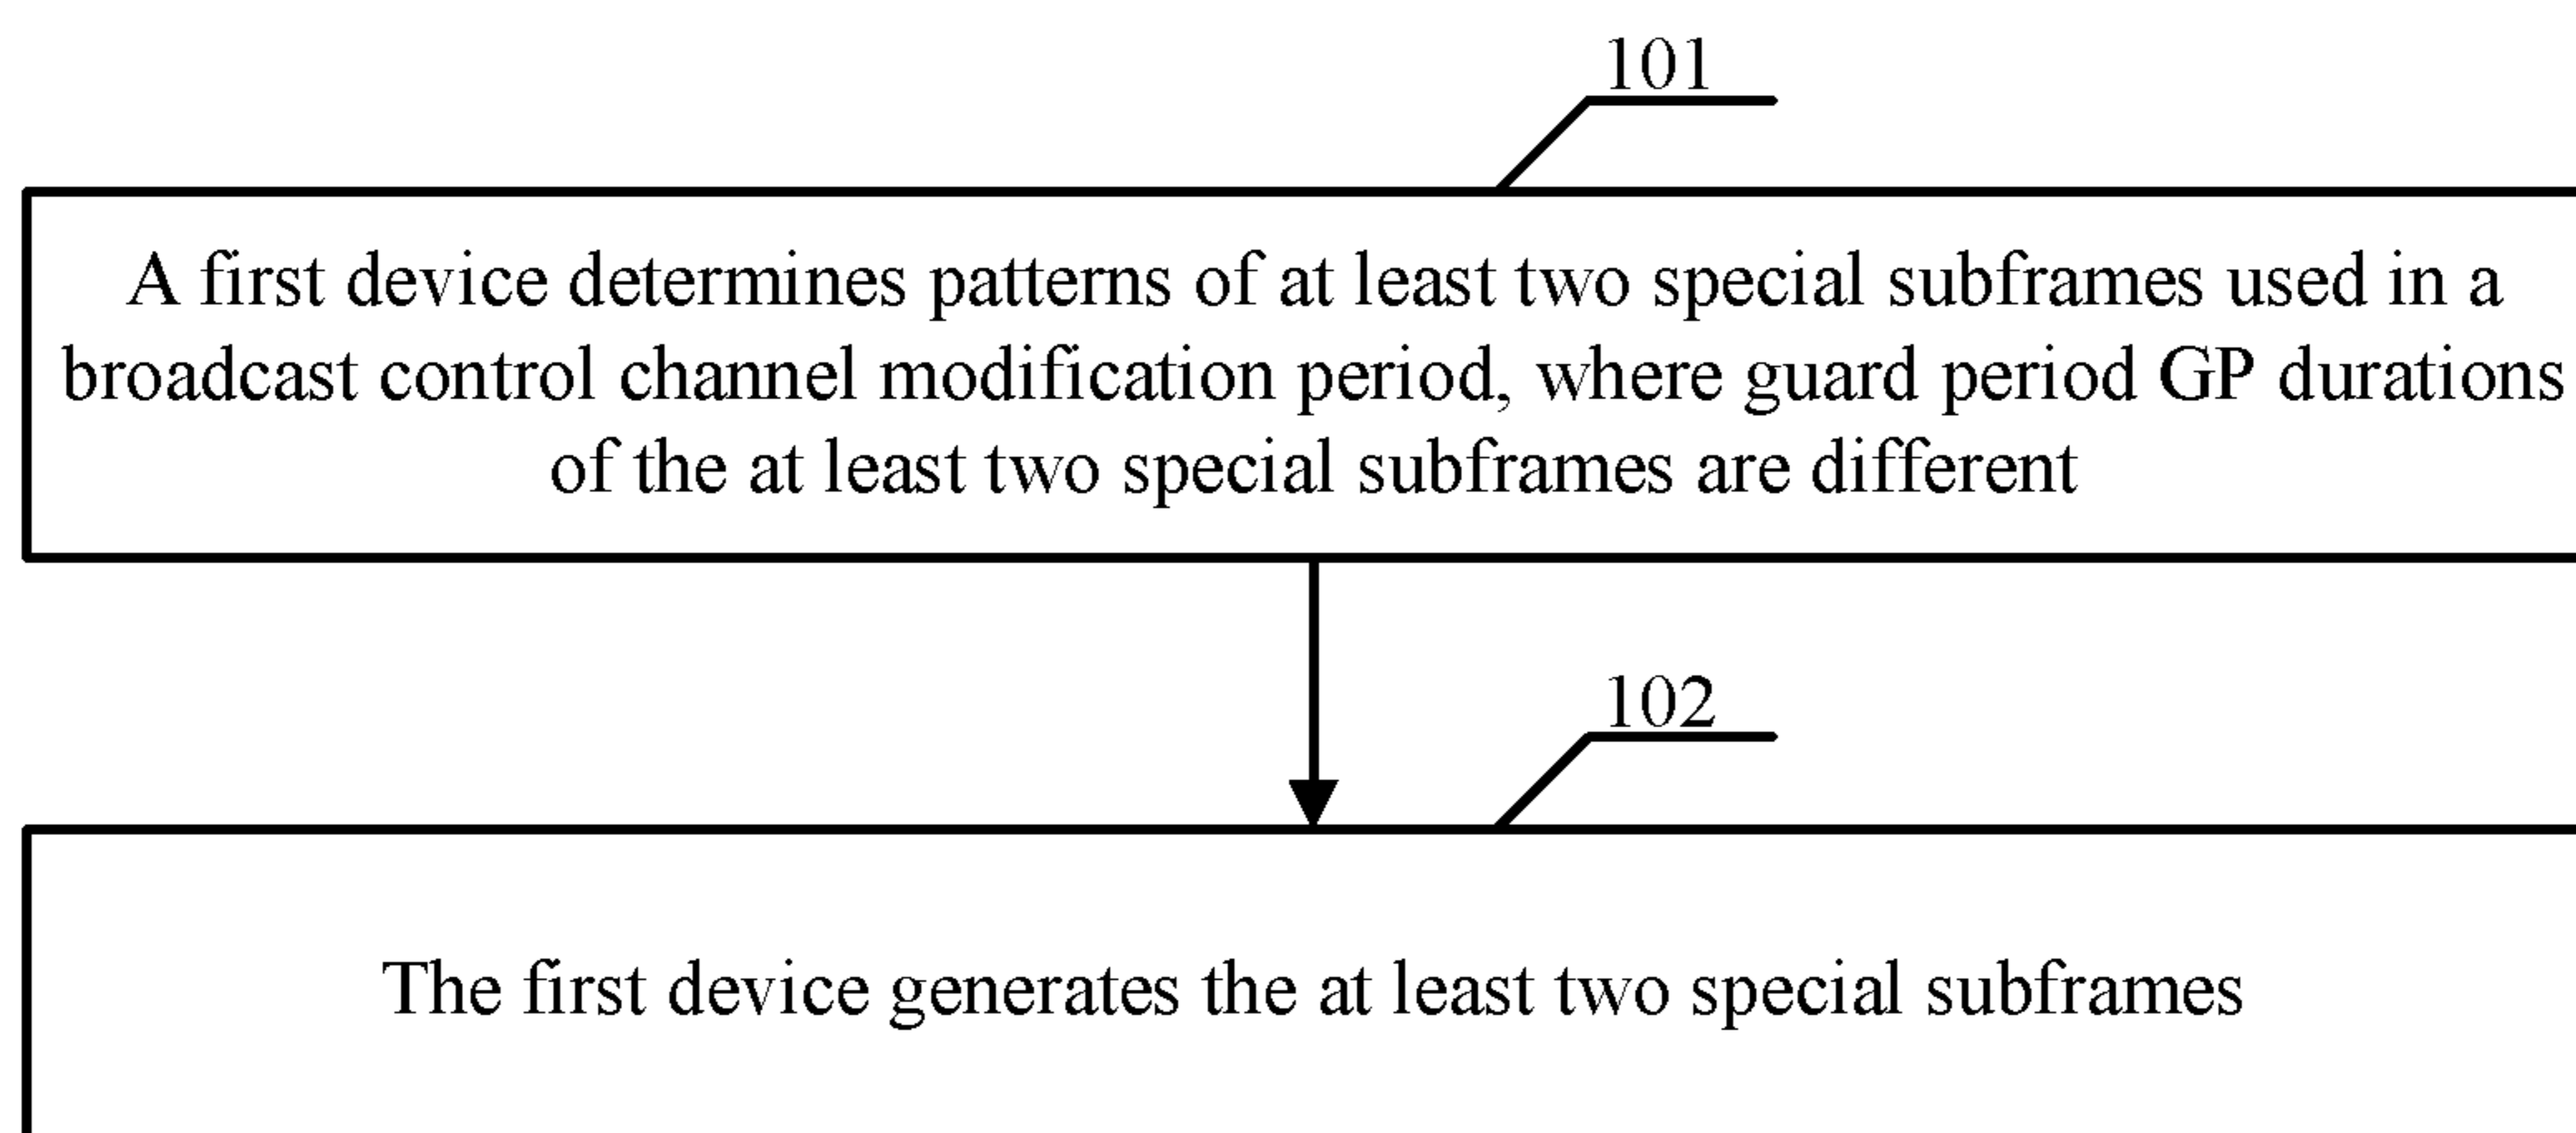 101
A first device determines patterns of at least two special subframes used in a
broadcast control channel modification period, where guard period GP durations
of the at least two special subframes are different
102
The first device generates the at least two special subframes